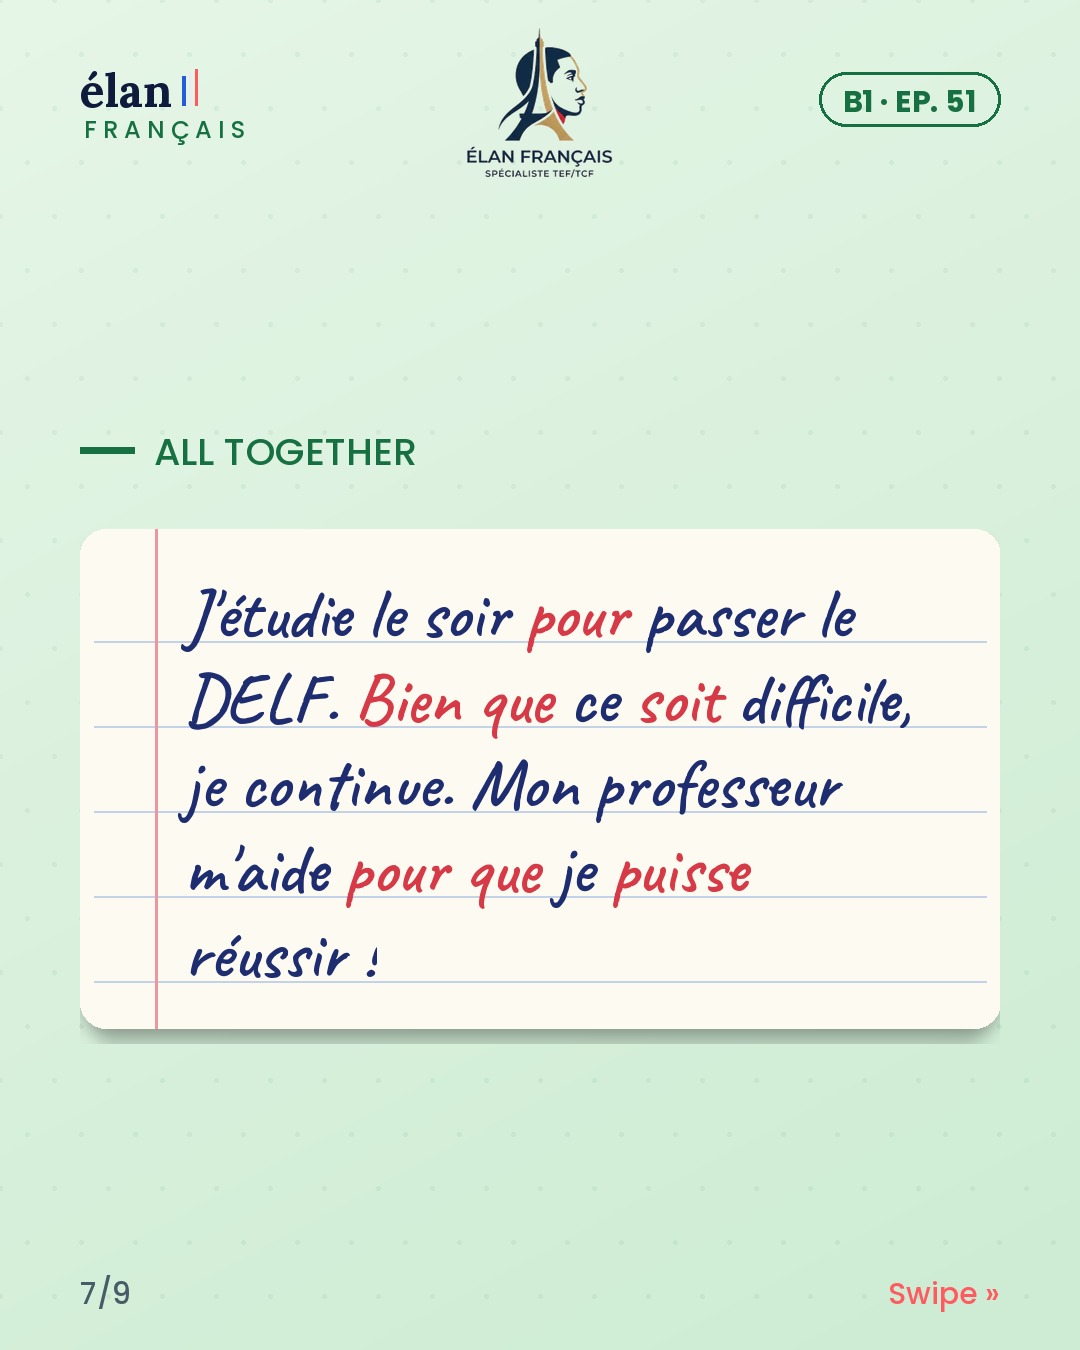 élan
FRANÇAIS
ÉLAN FRANÇAIS
SPÉCIALISTE TEF/TCF
B1 · EP. 51
ALL TOGETHER
J'étudie le soir pour passer le
DELF. Bien que ce soit difficile,
je continue. Mon professeur
m'aide pour que je puisse
réussir !
7/9
Swipe »